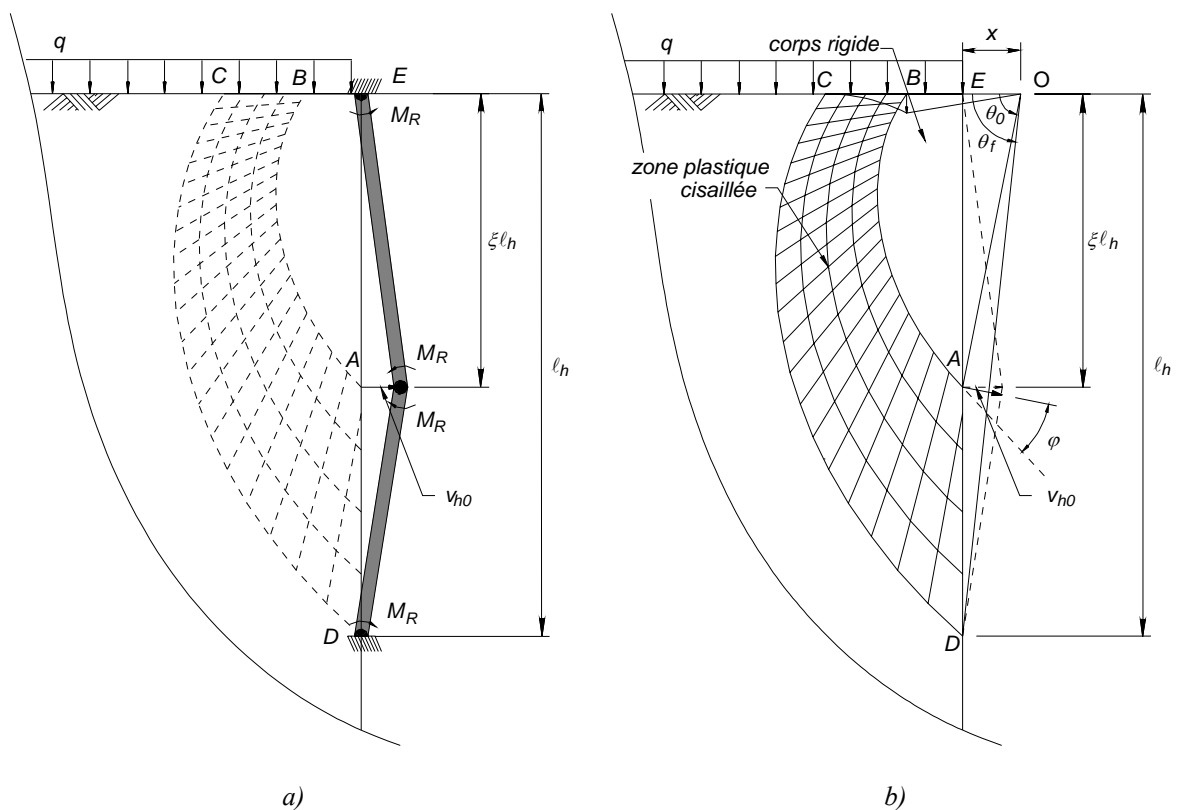 q
C
B
E
M_R
ξℓ_h
ℓ_h
A
M_R
M_R
v_h0
D
M_R
a)
q
corps rigide
x
C
B
E
O
θ_0
θ_f
zone plastique
cisaillée
ξℓ_h
ℓ_h
A
φ
v_h0
D
b)